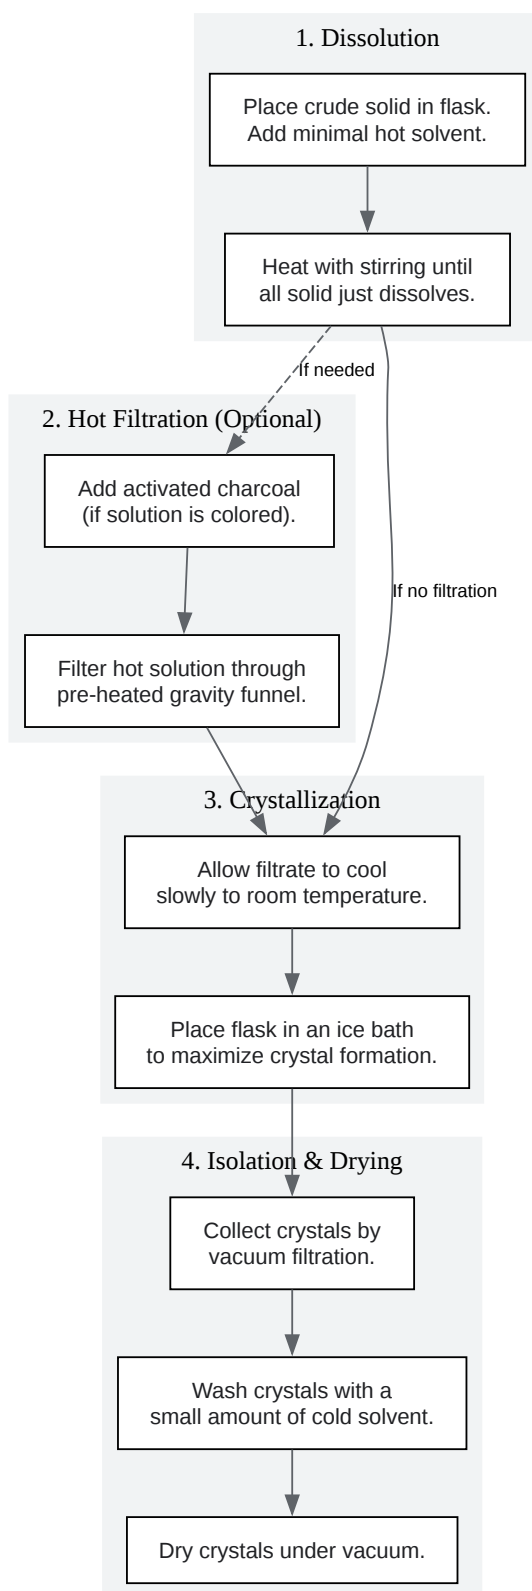 1. Dissolution
Place crude solid in flask.
Add minimal hot solvent.
Heat with stirring until
all solid just dissolves.
If needed
2. Hot Filtration (Optional)
Add activated charcoal
(if solution is colored).
If no filtration
Filter hot solution through
pre-heated gravity funnel.
3. Crystallization
Allow filtrate to cool
slowly to room temperature.
Place flask in an ice bath
to maximize crystal formation.
4. Isolation & Drying
Collect crystals by
vacuum filtration.
Wash crystals with a
small amount of cold solvent.
Dry crystals under vacuum.